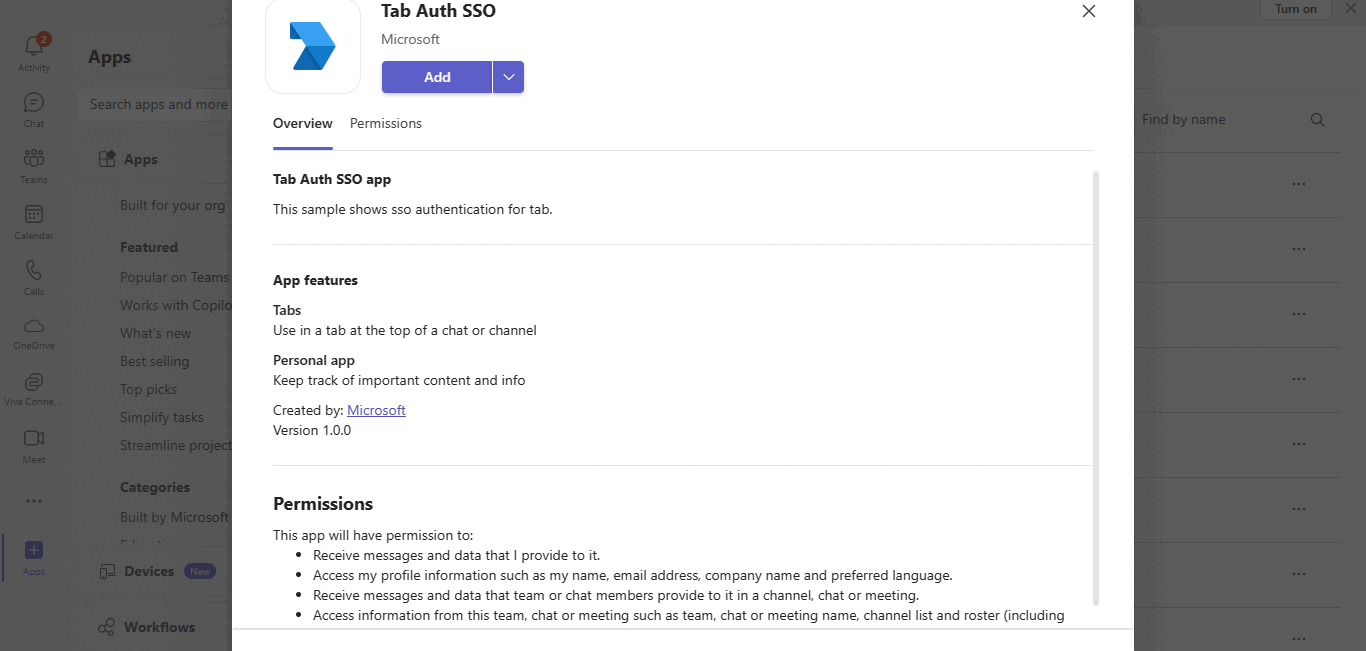 Tab Auth SSO
Microsoft
Add
Turn on
2
Activity
Chat
Teams
Calendar
Calls
OneDrive
Viva Conne...
Meet
Apps
Apps
Search apps and more
Apps
Built for your org
Featured
Popular on Teams
Works with Copilo
What's new
Best selling
Top picks
Simplify tasks
Streamline project
Categories
Built by Microsoft
Devices New
Workflows
Overview Permissions
Tab Auth SSO app
This sample shows sso authentication for tab.
App features
Tabs
Use in a tab at the top of a chat or channel
Personal app
Keep track of important content and info
Created by: Microsoft
Version 1.0.0
Permissions
This app will have permission to:
• Receive messages and data that I provide to it.
• Access my profile information such as my name, email address, company name and preferred language.
• Receive messages and data that team or chat members provide to it in a channel, chat or meeting.
• Access information from this team, chat or meeting such as team, chat or meeting name, channel list and roster (including
Find by name